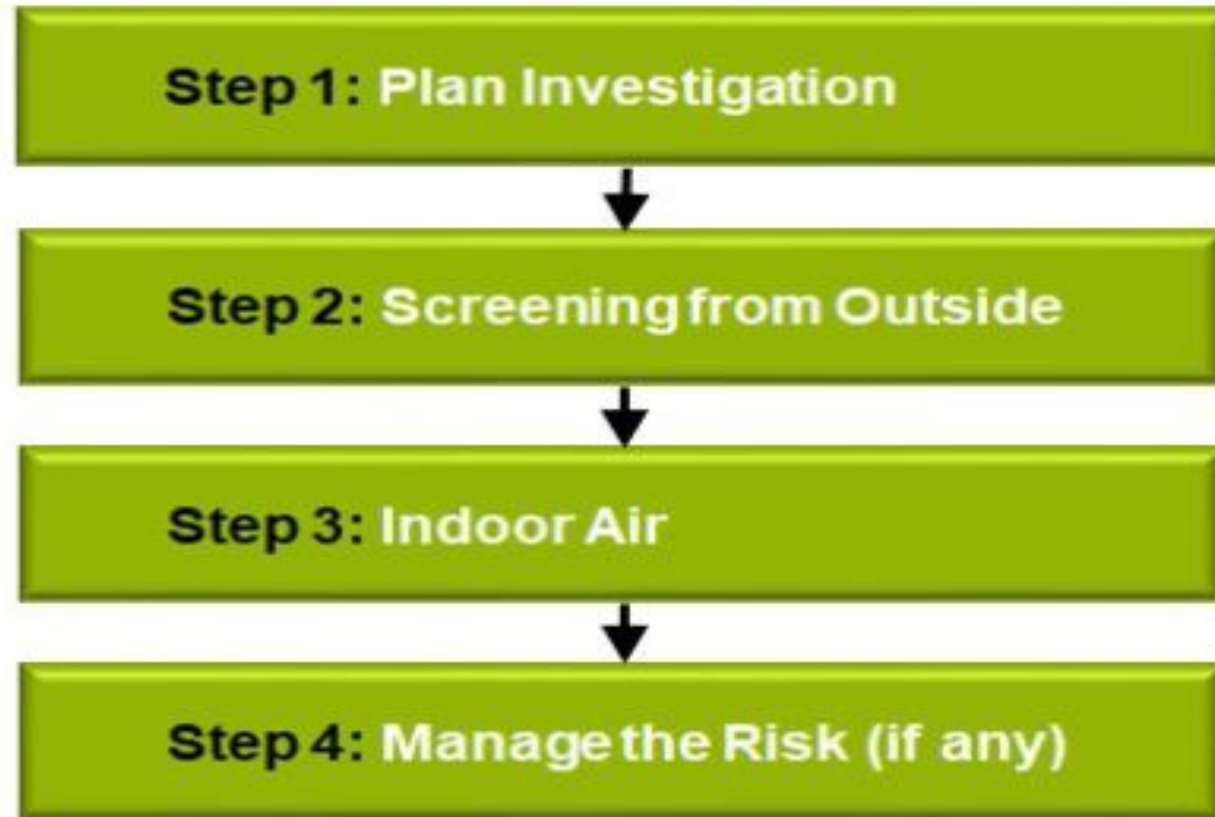 Step 1: Plan Investigation
Step 2: Screening from Outside
Step 3: Indoor Air
Step 4: Manage the Risk (if any)